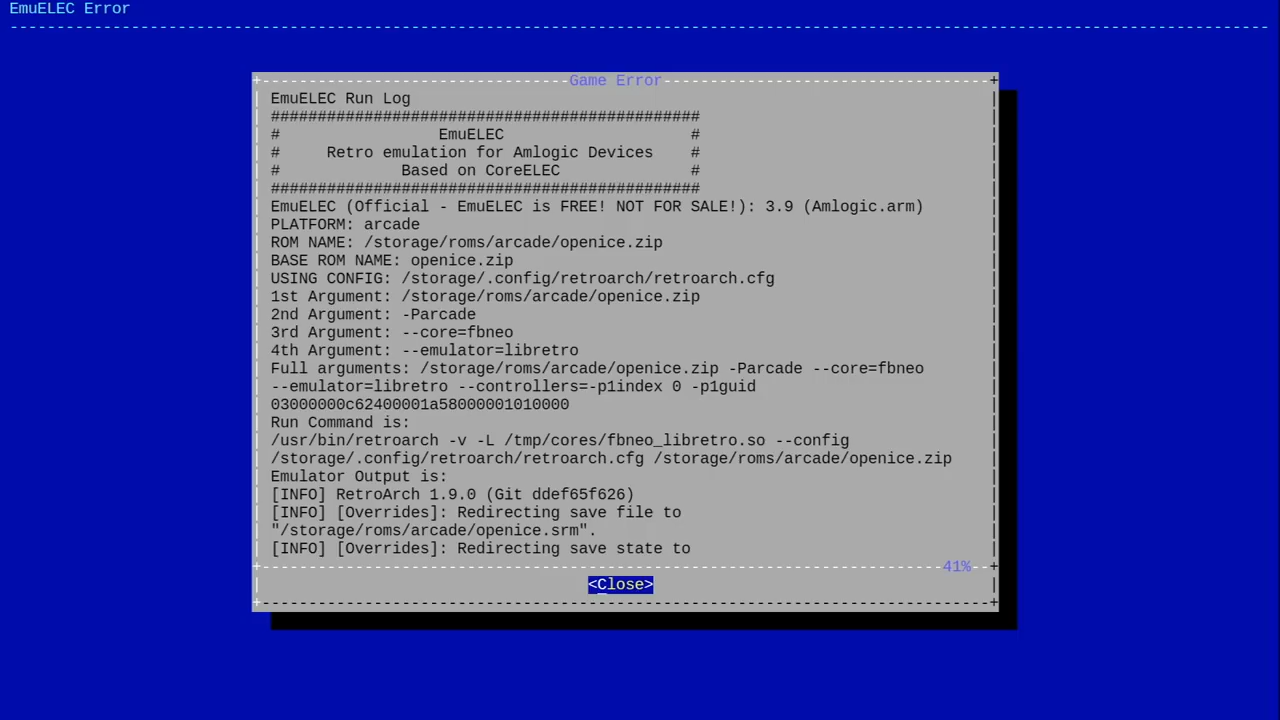 EmuELEC Error
Game Error
EmuELEC Run Log
##############################################
# EmuELEC #
# Retro emulation for Amlogic Devices #
# Based on CoreELEC #
##############################################
EmuELEC (Official - EmuELEC is FREE! NOT FOR SALE!): 3.9 (Amlogic.arm)
PLATFORM: arcade
ROM NAME: /storage/roms/arcade/openice.zip
BASE ROM NAME: openice.zip
USING CONFIG: /storage/.config/retroarch/retroarch.cfg
1st Argument: /storage/roms/arcade/openice.zip
2nd Argument: -Parcade
3rd Argument: --core=fbneo
4th Argument: --emulator=libretro
Full arguments: /storage/roms/arcade/openice.zip -Parcade --core=fbneo
--emulator=libretro --controllers=-p1index 0 -p1guid
03000000c62400001a58000001010000
Run Command is:
/usr/bin/retroarch -v -L /tmp/cores/fbneo_libretro.so --config
/storage/.config/retroarch/retroarch.cfg /storage/roms/arcade/openice.zip
Emulator Output is:
[INFO] RetroArch 1.9.0 (Git ddef65f626)
[INFO] [Overrides]: Redirecting save file to
"/storage/roms/arcade/openice.srm".
[INFO] [Overrides]: Redirecting save state to
41%
<Close>